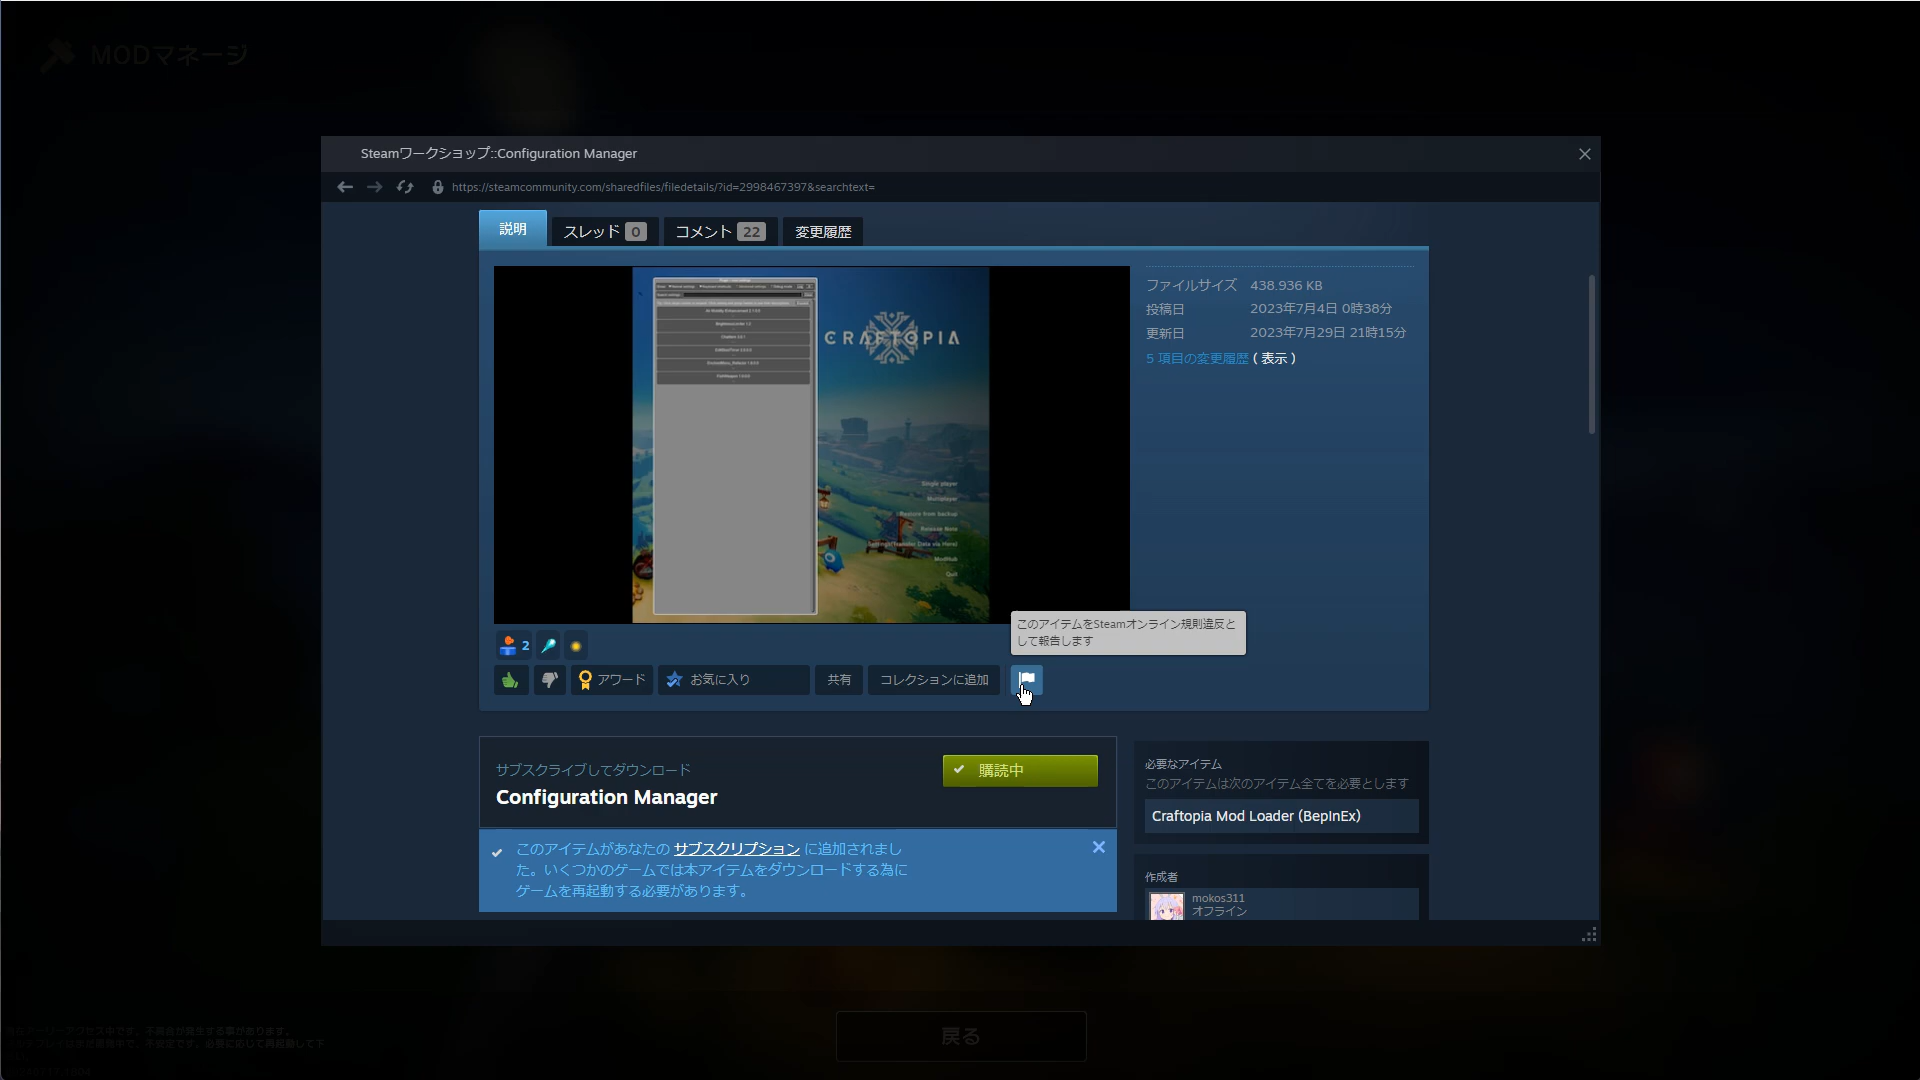 MODマネージ
Steamワークショップ::Configuration Manager
https://steamcommunity.com/sharedfiles/filedetails/?id=2998467397&searchtext=
説明
スレッド 0
コメント 22
変更履歴
CRAFTOPIA
Single player
Multiplayer
Restore from backup
Release Note
ModHub
Quit
ファイルサイズ 438.936 KB
投稿日 2023年7月4日 0時38分
更新日 2023年7月29日 21時15分
5 項目の変更履歴 ( 表示 )
このアイテムをSteamオンライン規則違反と
して報告します
2
アワード
お気に入り
共有
コレクションに追加
サブスクライブしてダウンロード
Configuration Manager
購読中
このアイテムがあなたの サブスクリプション に追加されまし
た。いくつかのゲームでは本アイテムをダウンロードする為に
ゲームを再起動する必要があります。
必要なアイテム
このアイテムは次のアイテム全てを必要とします
Craftopia Mod Loader (BepInEx)
作成者
mokos311
オフライン
戻る